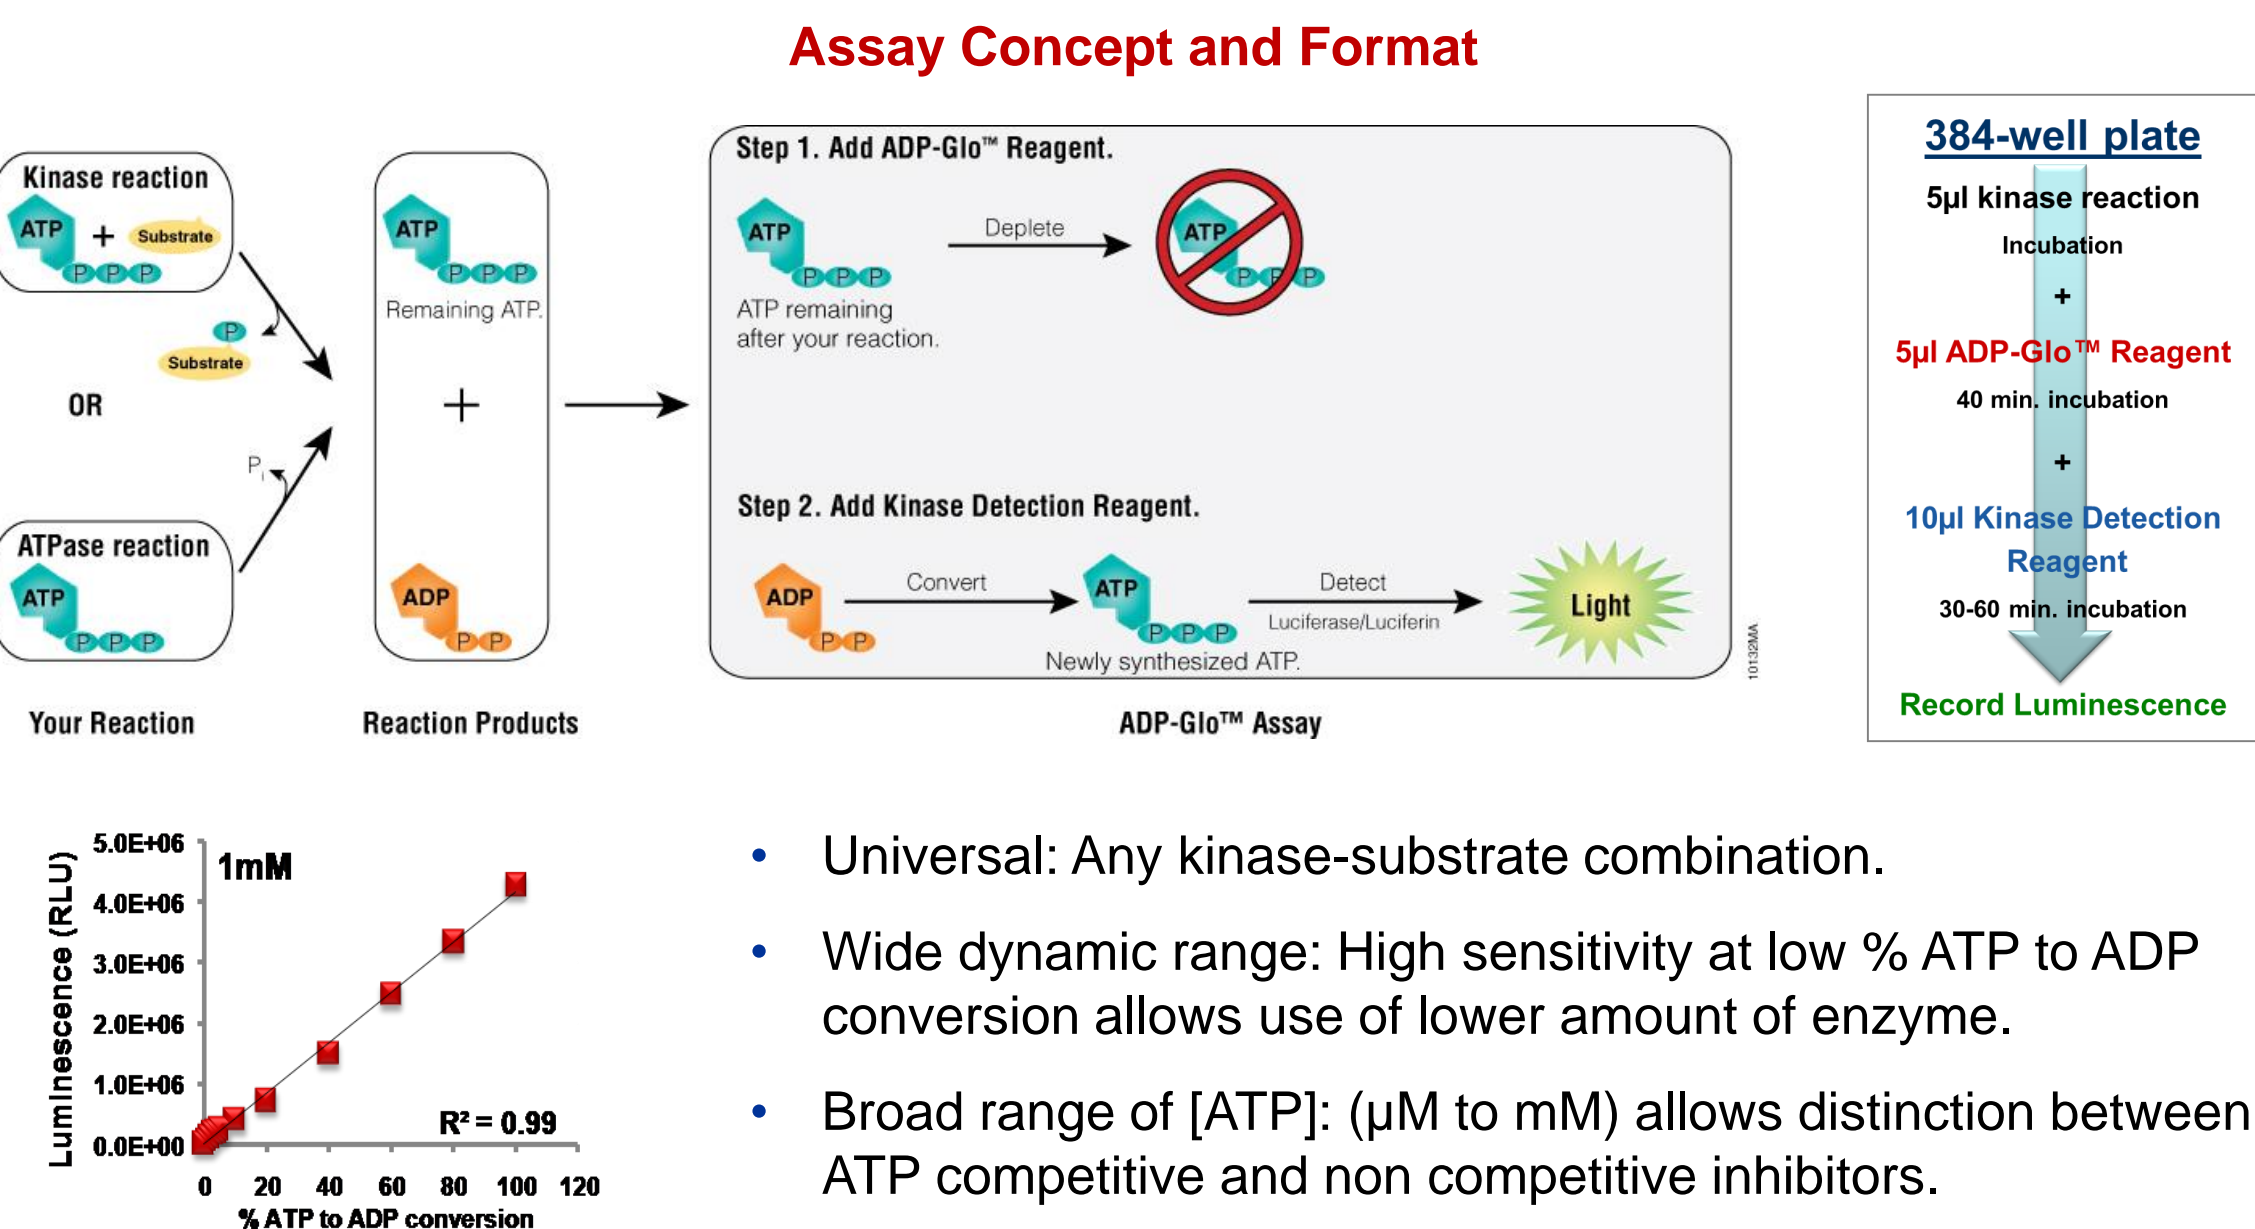 Assay Concept and Format
Kinase reaction
ATP
+
Substrate
P P P
P
Substrate
OR
Pi
ATPase reaction
ATP
P P P
Your Reaction
ATP
P P P
Remaining ATP.
+
ADP
P P
Reaction Products
Step 1. Add ADP-Glo™ Reagent.
ATP
P P P
Deplete
ATP
P P P
ATP remaining
after your reaction.
Step 2. Add Kinase Detection Reagent.
ADP
P P
Convert
ATP
P P P
Newly synthesized ATP.
Detect
Luciferase/Luciferin
Light
10132MA
ADP-Glo™ Assay
384-well plate
5µl kinase reaction
Incubation
+
5µl ADP-Glo™ Reagent
40 min. incubation
+
10µl Kinase Detection
Reagent
30-60 min. incubation
Record Luminescence
Luminescence (RLU)
5.0E+06
4.0E+06
3.0E+06
2.0E+06
1.0E+06
0.0E+00
1mM
R² = 0.99
0 20 40 60 80 100 120
% ATP to ADP conversion
• Universal: Any kinase-substrate combination.
• Wide dynamic range: High sensitivity at low % ATP to ADP
conversion allows use of lower amount of enzyme.
• Broad range of [ATP]: (µM to mM) allows distinction between
ATP competitive and non competitive inhibitors.